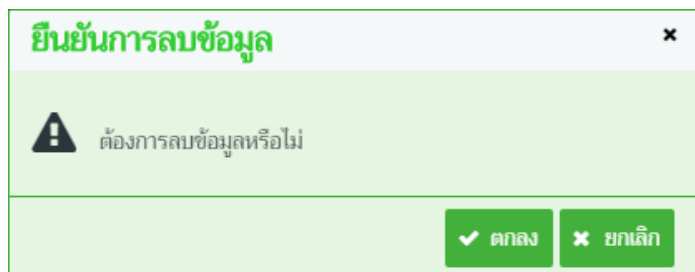 ยืนยันการลบข้อมูล
ต้องการลบข้อมูลหรือไม่
ตกลง ยกเลิก